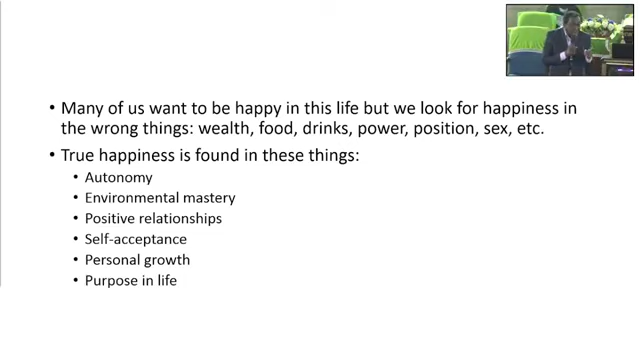 • Many of us want to be happy in this life but we look for happiness in
the wrong things: wealth, food, drinks, power, position, sex, etc.
• True happiness is found in these things:
• Autonomy
• Environmental mastery
• Positive relationships
• Self-acceptance
• Personal growth
• Purpose in life